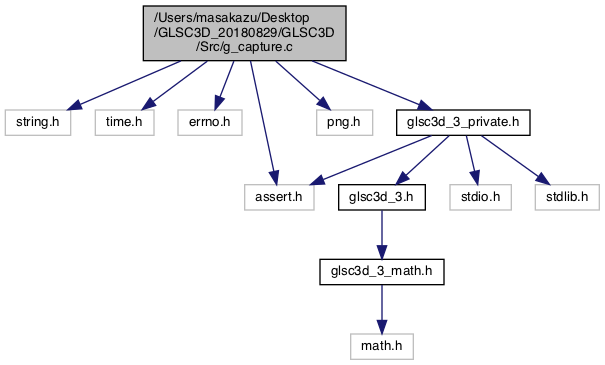 /Users/masakazu/Desktop
/GLSC3D_20180829/GLSC3D
/Src/g_capture.c
string.h
time.h
errno.h
png.h
glsc3d_3_private.h
assert.h
glsc3d_3.h
stdio.h
stdlib.h
glsc3d_3_math.h
math.h